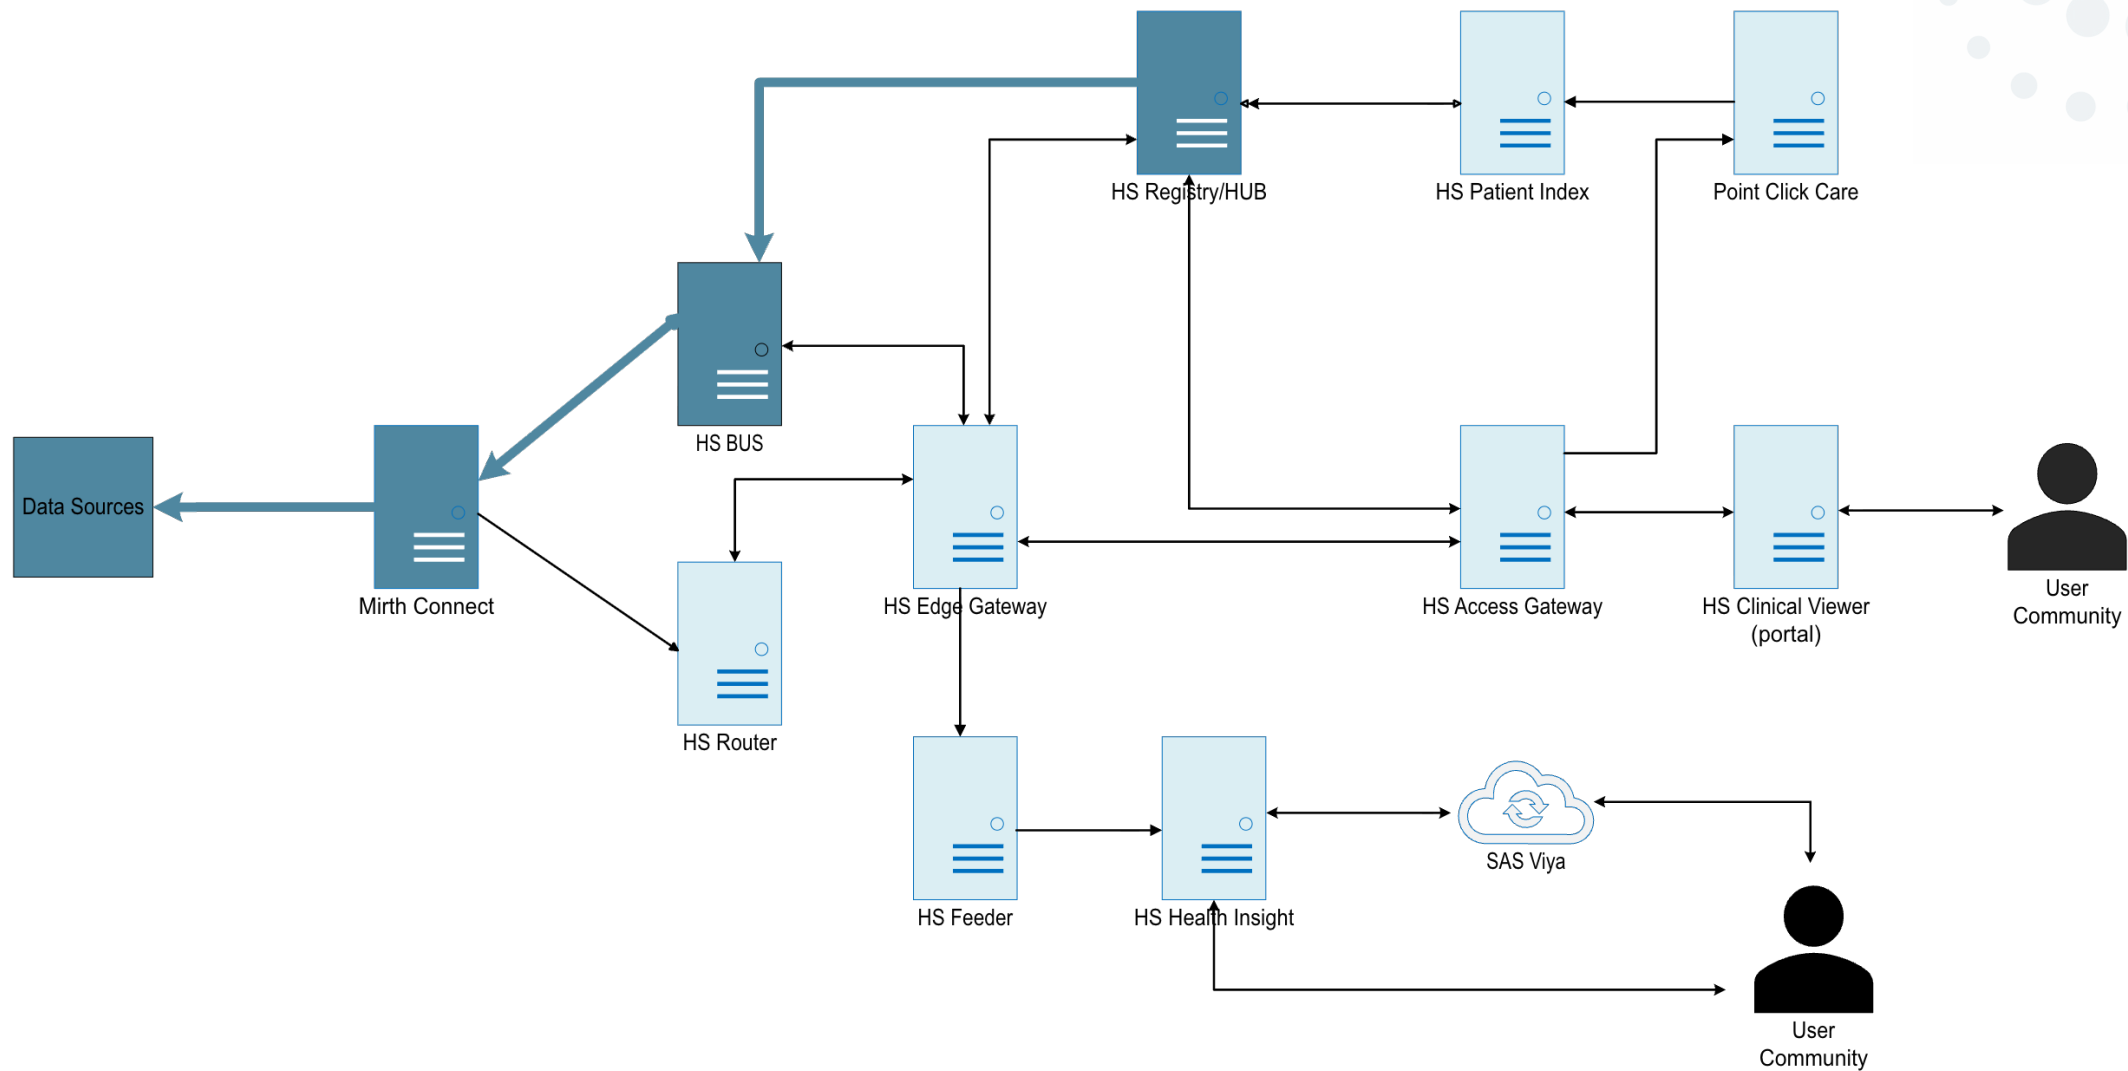 HS Registry/HUB
HS Patient Index
Point Click Care
HS BUS
Data Sources
Mirth Connect
HS Edge Gateway
HS Access Gateway
HS Clinical Viewer
(portal)
User
Community
HS Router
SAS Viya
HS Feeder
HS Health Insight
User
Community